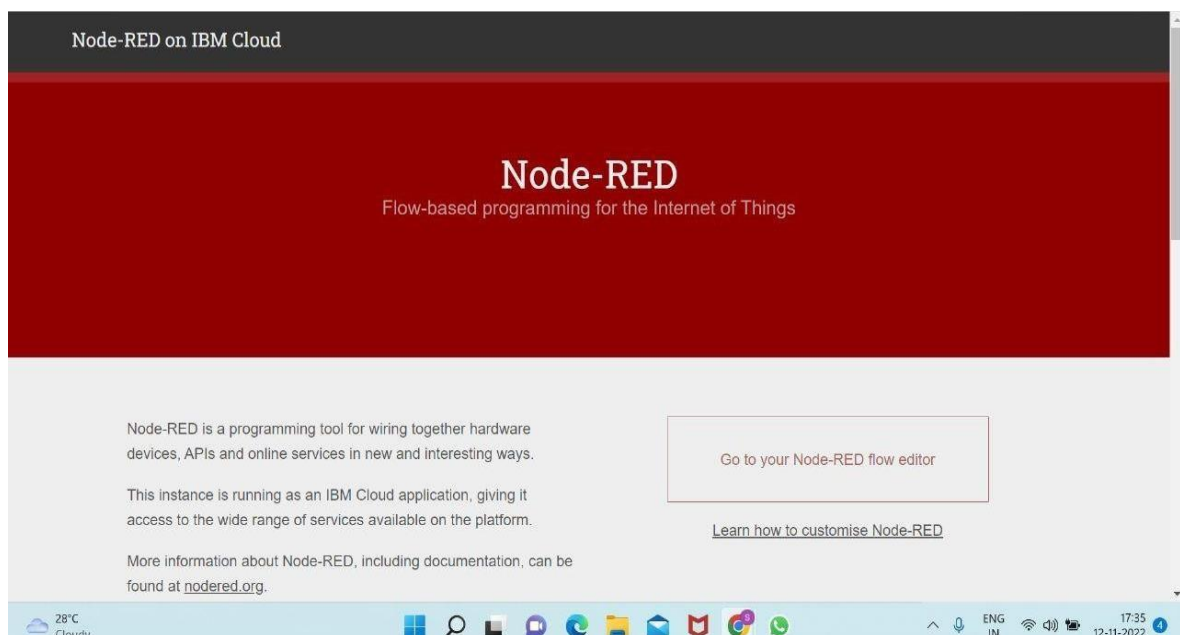 Node-RED on IBM Cloud
Node-RED
Flow-based programming for the Internet of Things
Node-RED is a programming tool for wiring together hardware
devices, APIs and online services in new and interesting ways.
This instance is running as an IBM Cloud application, giving it
access to the wide range of services available on the platform.
More information about Node-RED, including documentation, can be
found at nodered.org.
Go to your Node-RED flow editor
Learn how to customise Node-RED
28°C
Cloudy
ENG
IN
17:35
12-11-2022
4